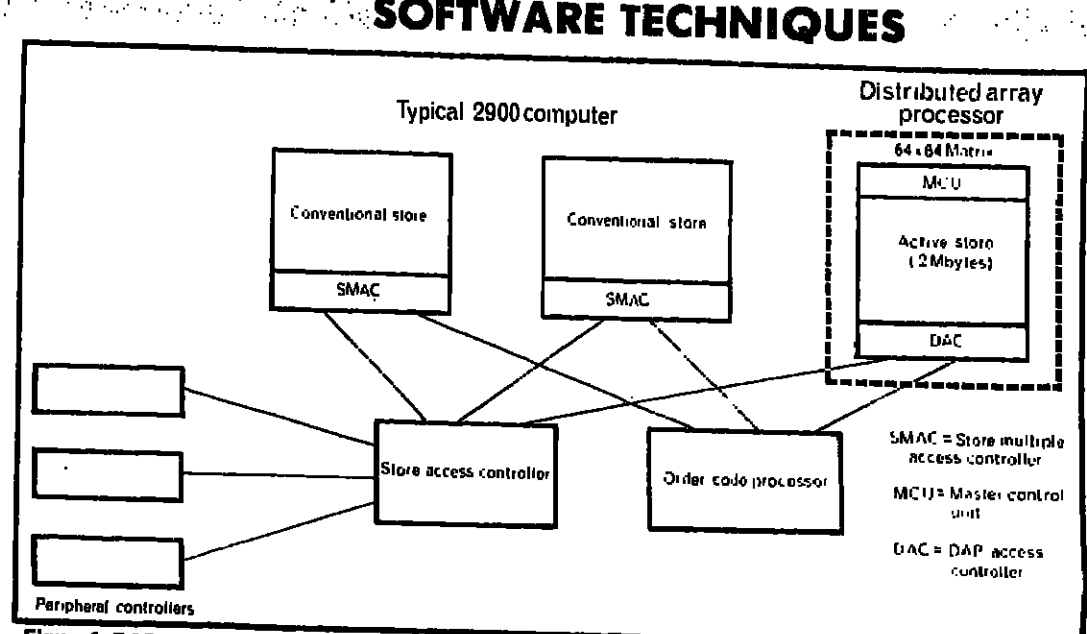 SOFTWARE TECHNIQUES
Typical 2900 computer
Distributed array
processor
64 x 64 Matrix
MCU
Conventional store
Conventional store
Active store
(2Mbytes)
SMAC
SMAC
DAC
Store access controller
Order code processor
SMAC = Store multiple
access controller
MCU = Master control
unit
DAC = DAP access
controller
Peripheral controllers